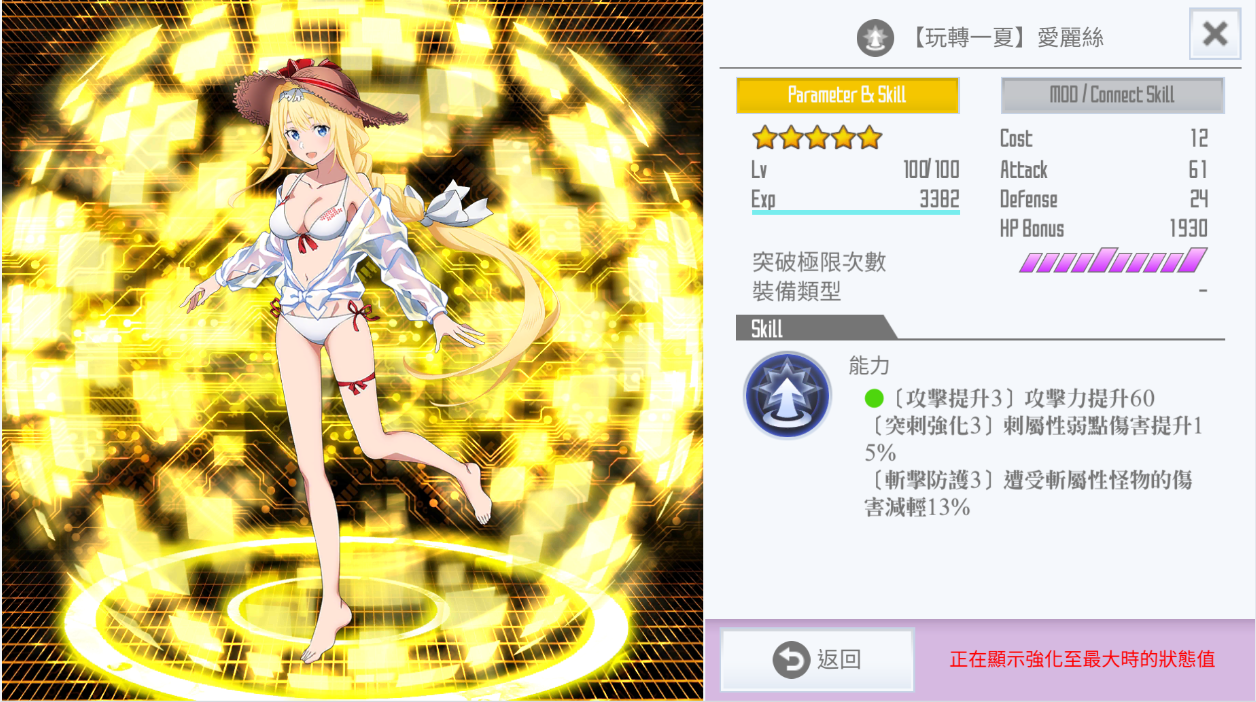 【玩轉一夏】愛麗絲
Parameter & Skill
MOD / Connect Skill
Lv 100/100
Exp 3382
Cost 12
Attack 61
Defense 24
HP Bonus 1930
突破極限次數
裝備類型 -
Skill
能力
〔攻擊提升3〕攻擊力提升60
〔突刺強化3〕刺屬性弱點傷害提升1
5%
〔斬擊防護3〕遭受斬屬性怪物的傷
害減輕13%
返回
正在顯示強化至最大時的狀態值